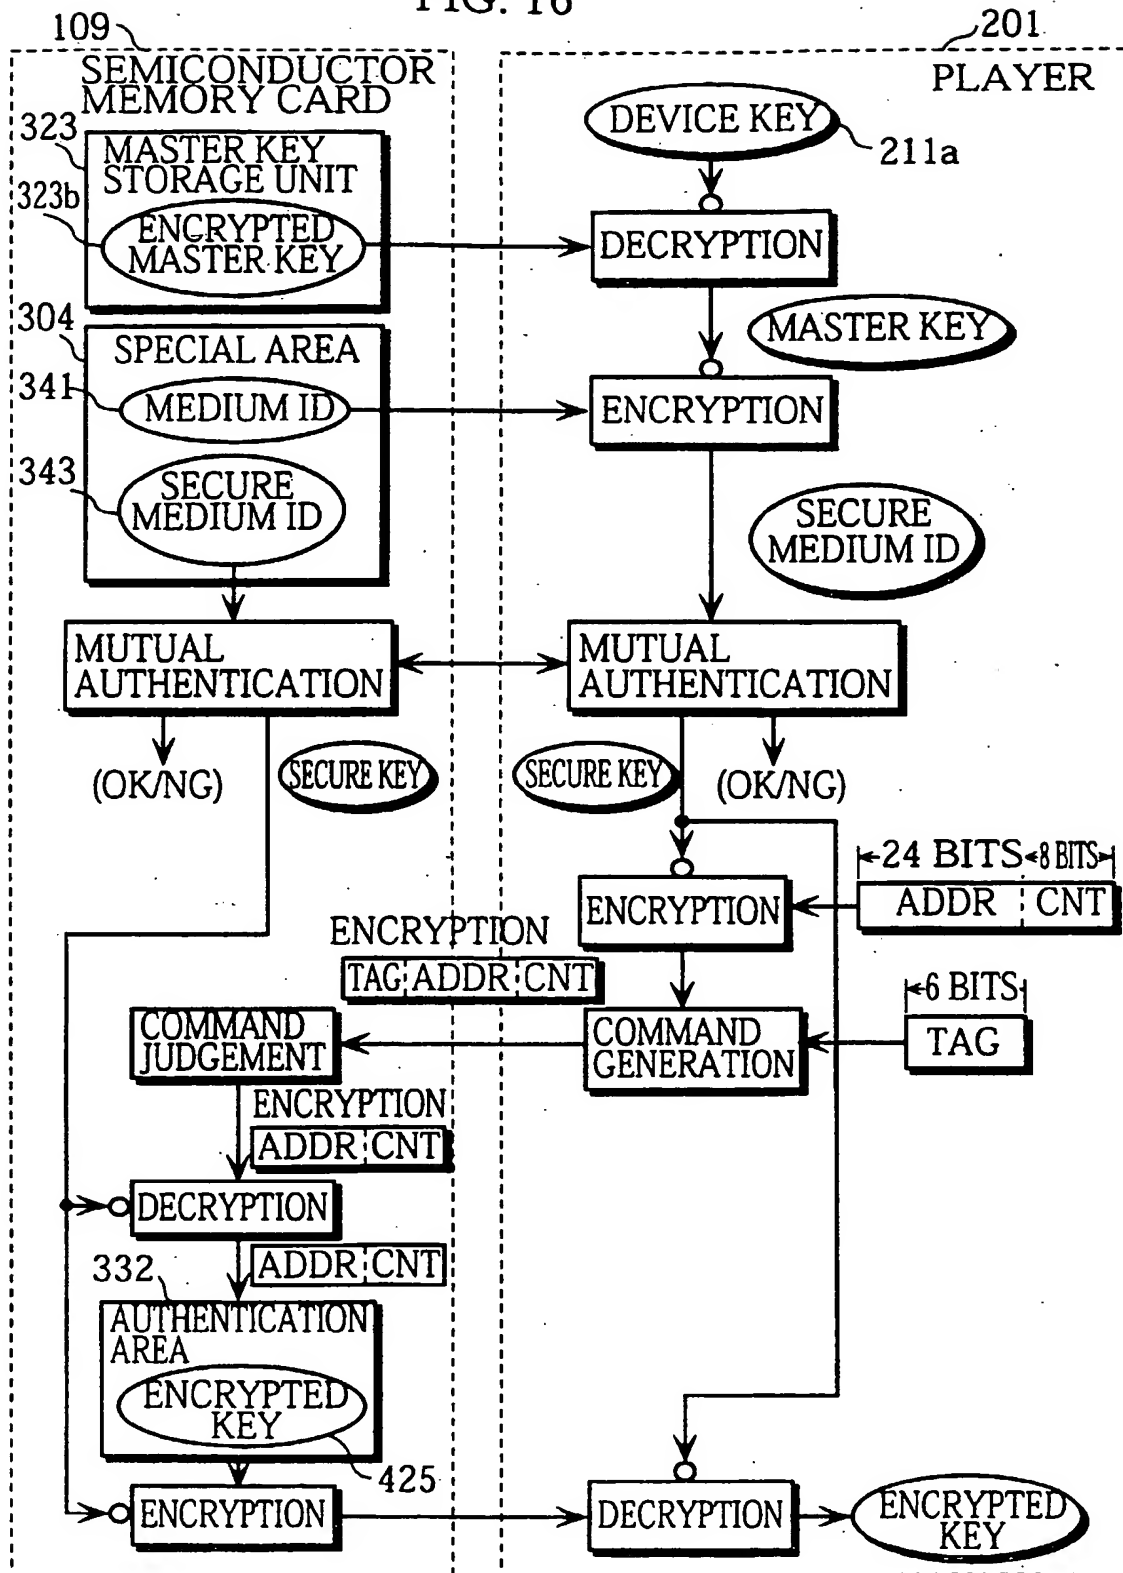 FIG. 16
109
201
SEMICONDUCTOR
MEMORY CARD
PLAYER
323
MASTER KEY
STORAGE UNIT
323b
ENCRYPTED
MASTER KEY
DEVICE KEY
211a
DECRYPTION
304
SPECIAL AREA
MASTER KEY
341
MEDIUM ID
ENCRYPTION
343
SECURE
MEDIUM ID
SECURE
MEDIUM ID
MUTUAL
AUTHENTICATION
MUTUAL
AUTHENTICATION
(OK/NG)
SECURE KEY
SECURE KEY
(OK/NG)
24 BITS 8 BITS
ENCRYPTION
ADDR CNT
ENCRYPTION
TAG ADDR CNT
6 BITS
COMMAND
JUDGEMENT
COMMAND
GENERATION
TAG
ENCRYPTION
ADDR CNT
DECRYPTION
ADDR CNT
332
AUTHENTICATION
AREA
ENCRYPTED
KEY
425
ENCRYPTION
DECRYPTION
ENCRYPTED
KEY